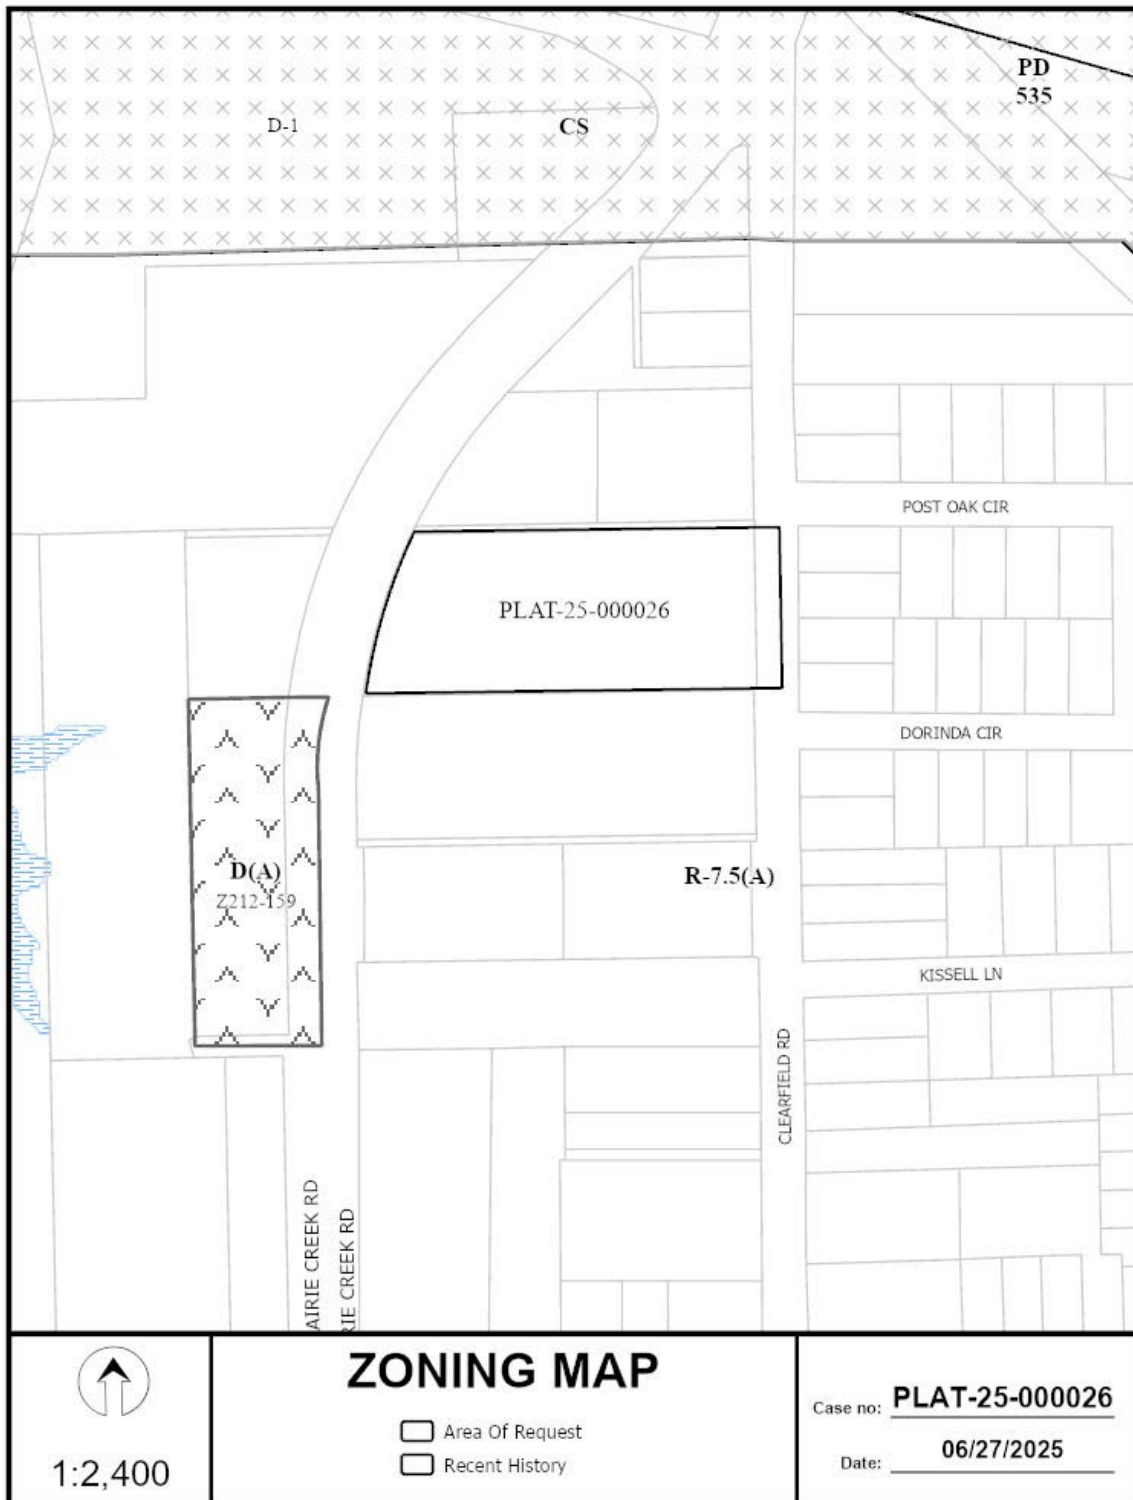 PD
535
D-1
CS
POST OAK CIR
PLAT-25-000026
DORINDA CIR
D(A)
Z212-159
R-7.5(A)
KISSELL LN
CLEARFIELD RD
AIRIE CREEK RD
RIE CREEK RD
ZONING MAP
Area Of Request
Recent History
1:2,400
Case no: PLAT-25-000026
Date: 06/27/2025